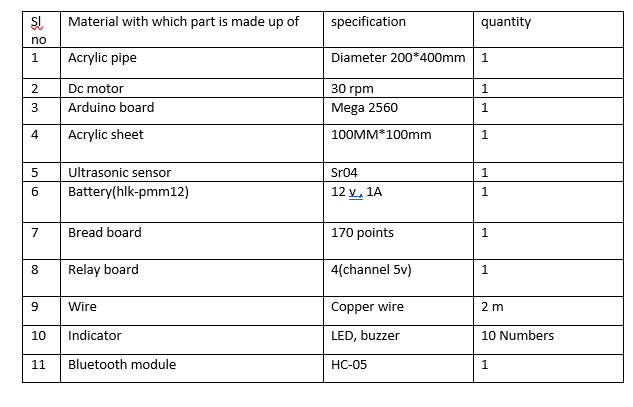 Sl no Material with which part is made up of specification quantity
1 Acrylic pipe Diameter 200*400mm 1
2 Dc motor 30 rpm 1
3 Arduino board Mega 2560 1
4 Acrylic sheet 100MM*100mm 1
5 Ultrasonic sensor Sr04 1
6 Battery(hlk-pmm12) 12 v , 1A 1
7 Bread board 170 points 1
8 Relay board 4(channel 5v) 1
9 Wire Copper wire 2 m
10 Indicator LED, buzzer 10 Numbers
11 Bluetooth module HC-05 1